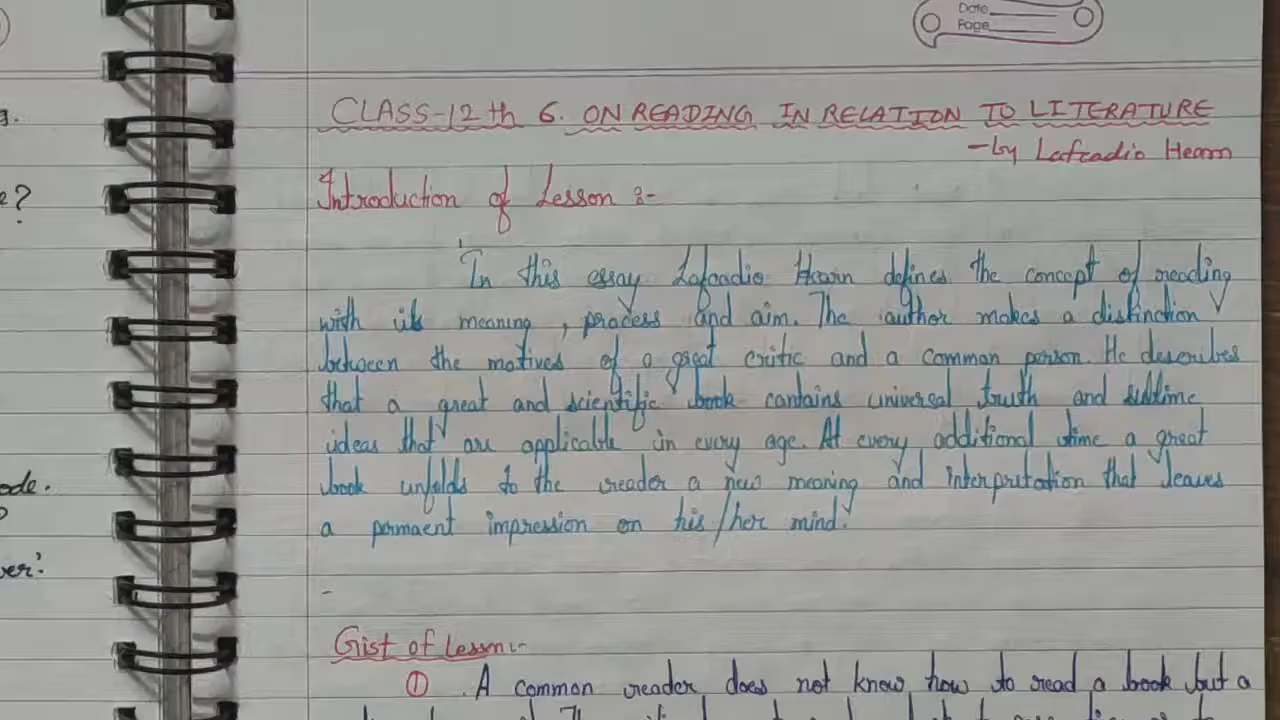 Date
Page
CLASS-12th 6. ON READING IN RELATION TO LITERATURE
-by Lafcadio Hearn
Introduction of Lesson :-
In this essay Lafcadio Hearn defines the concept of reading
with its meaning, process and aim. The author makes a distinction
between the motives of a great critic and a common person. He describes
that a great and scientific book contains universal truth and sublime
ideas that are applicable in every age. At every additional time a great
book unfolds to the reader a new meaning and interpretation that leaves
a permaent impression on his/her mind.
Gist of Lesson:-
① A common reader does not know how to read a book but a
e?
ode.